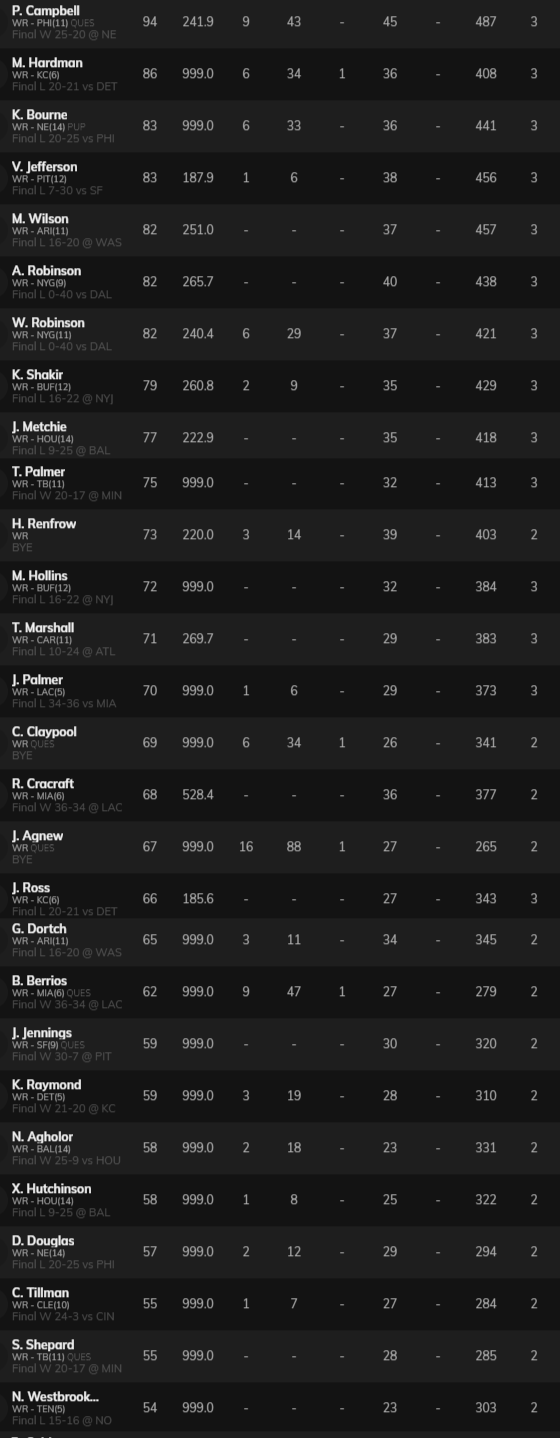 P. Campbell
WR - PHI(11) QUES
Final W 25-20 @ NE
94 241.9 9 43 - 45 - 487 3
M. Hardman
WR - KC(6)
Final L 20-21 vs DET
86 999.0 6 34 1 36 - 408 3
K. Bourne
WR - NE(14) PUP
Final L 20-25 vs PHI
83 999.0 6 33 - 36 - 441 3
V. Jefferson
WR - PIT(12)
Final L 7-30 vs SF
83 187.9 1 6 - 38 - 456 3
M. Wilson
WR - ARI(11)
Final L 16-20 @ WAS
82 251.0 - - - 37 - 457 3
A. Robinson
WR - NYG(9)
Final L 0-40 vs DAL
82 265.7 - - - 40 - 438 3
W. Robinson
WR - NYG(11)
Final L 0-40 vs DAL
82 240.4 6 29 - 37 - 421 3
K. Shakir
WR - BUF(12)
Final L 16-22 @ NYJ
79 260.8 2 9 - 35 - 429 3
J. Metchie
WR - HOU(14)
Final L 9-25 @ BAL
77 222.9 - - - 35 - 418 3
T. Palmer
WR - TB(11)
Final W 20-17 @ MIN
75 999.0 - - - 32 - 413 3
H. Renfrow
WR
BYE
73 220.0 3 14 - 39 - 403 2
M. Hollins
WR - BUF(12)
Final L 16-22 @ NYJ
72 999.0 - - - 32 - 384 3
T. Marshall
WR - CAR(11)
Final L 10-24 @ ATL
71 269.7 - - - 29 - 383 3
J. Palmer
WR - LAC(5)
Final L 34-36 vs MIA
70 999.0 1 6 - 29 - 373 3
C. Claypool
WR QUES
BYE
69 999.0 6 34 1 26 - 341 2
R. Cracraft
WR - MIA(6)
Final W 36-34 @ LAC
68 528.4 - - - 36 - 377 2
J. Agnew
WR QUES
BYE
67 999.0 16 88 1 27 - 265 2
J. Ross
WR - KC(6)
Final L 20-21 vs DET
66 185.6 - - - 27 - 343 3
G. Dortch
WR - ARI(11)
Final L 16-20 @ WAS
65 999.0 3 11 - 34 - 345 2
B. Berrios
WR - MIA(6) QUES
Final W 36-34 @ LAC
62 999.0 9 47 1 27 - 279 2
J. Jennings
WR - SF(9) QUES
Final W 30-7 @ PIT
59 999.0 - - - 30 - 320 2
K. Raymond
WR - DET(5)
Final W 21-20 @ KC
59 999.0 3 19 - 28 - 310 2
N. Agholor
WR - BAL(14)
Final W 25-9 vs HOU
58 999.0 2 18 - 23 - 331 2
X. Hutchinson
WR - HOU(14)
Final L 9-25 @ BAL
58 999.0 1 8 - 25 - 322 2
D. Douglas
WR - NE(14)
Final L 20-25 vs PHI
57 999.0 2 12 - 29 - 294 2
C. Tillman
WR - CLE(10)
Final W 24-3 vs CIN
55 999.0 1 7 - 27 - 284 2
S. Shepard
WR - TB(11) QUES
Final W 20-17 @ MIN
55 999.0 - - - 28 - 285 2
N. Westbrook...
WR - TEN(5)
Final L 15-16 @ NO
54 999.0 - - - 23 - 303 2